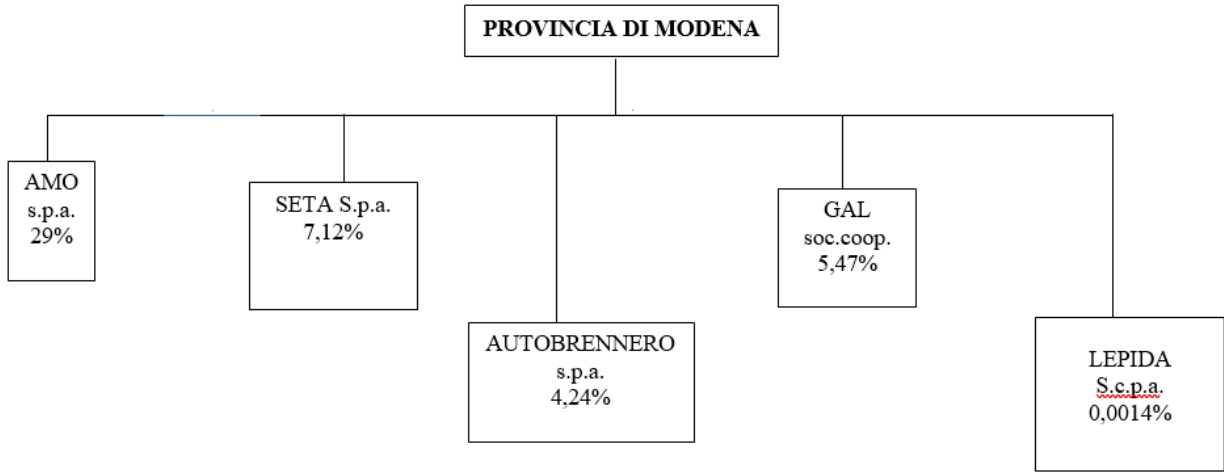 PROVINCIA DI MODENA
AMO
s.p.a.
29%
SETA S.p.a.
7,12%
AUTOBRENNERO
s.p.a.
4,24%
GAL
soc.coop.
5,47%
LEPIDA
S.c.p.a.
0,0014%